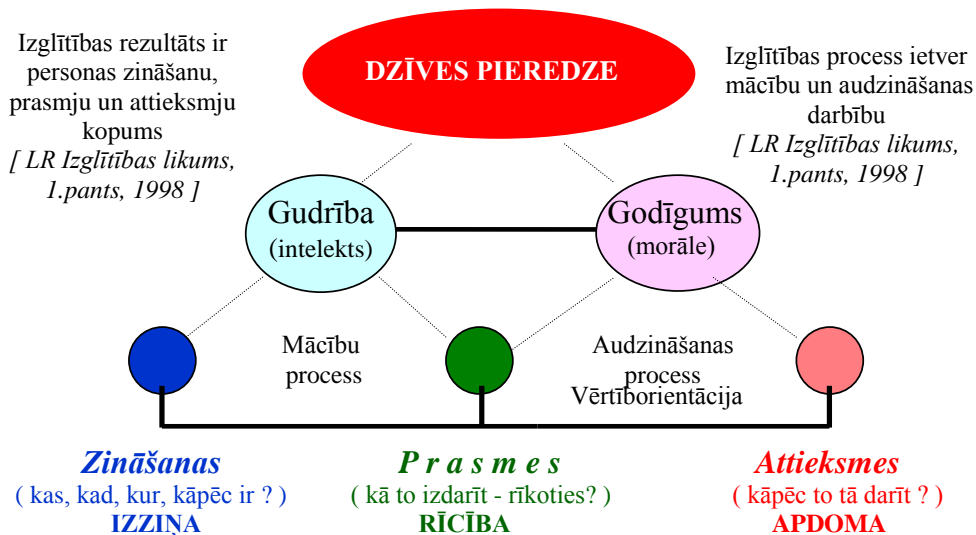 Izglītības rezultāts ir
personas zināšanu,
prasmju un attieksmju
kopums
[ LR Izglītības likums,
1.pants, 1998 ]
DZĪVES PIEREDZE
Izglītības process ietver
mācību un audzināšanas
darbību
[ LR Izglītības likums,
1.pants, 1998 ]
Gudrība
(intelekts)
Godīgums
(morāle)
Mācību
process
Audzināšanas
process
Vērtīborientācija
Zināšanas
( kas, kad, kur, kāpēc ir ? )
IZZIŅA
P r a s m e s
( kā to izdarīt - rīkoties? )
RĪCĪBA
Attieksmes
( kāpēc to tā darīt ? )
APDOMA